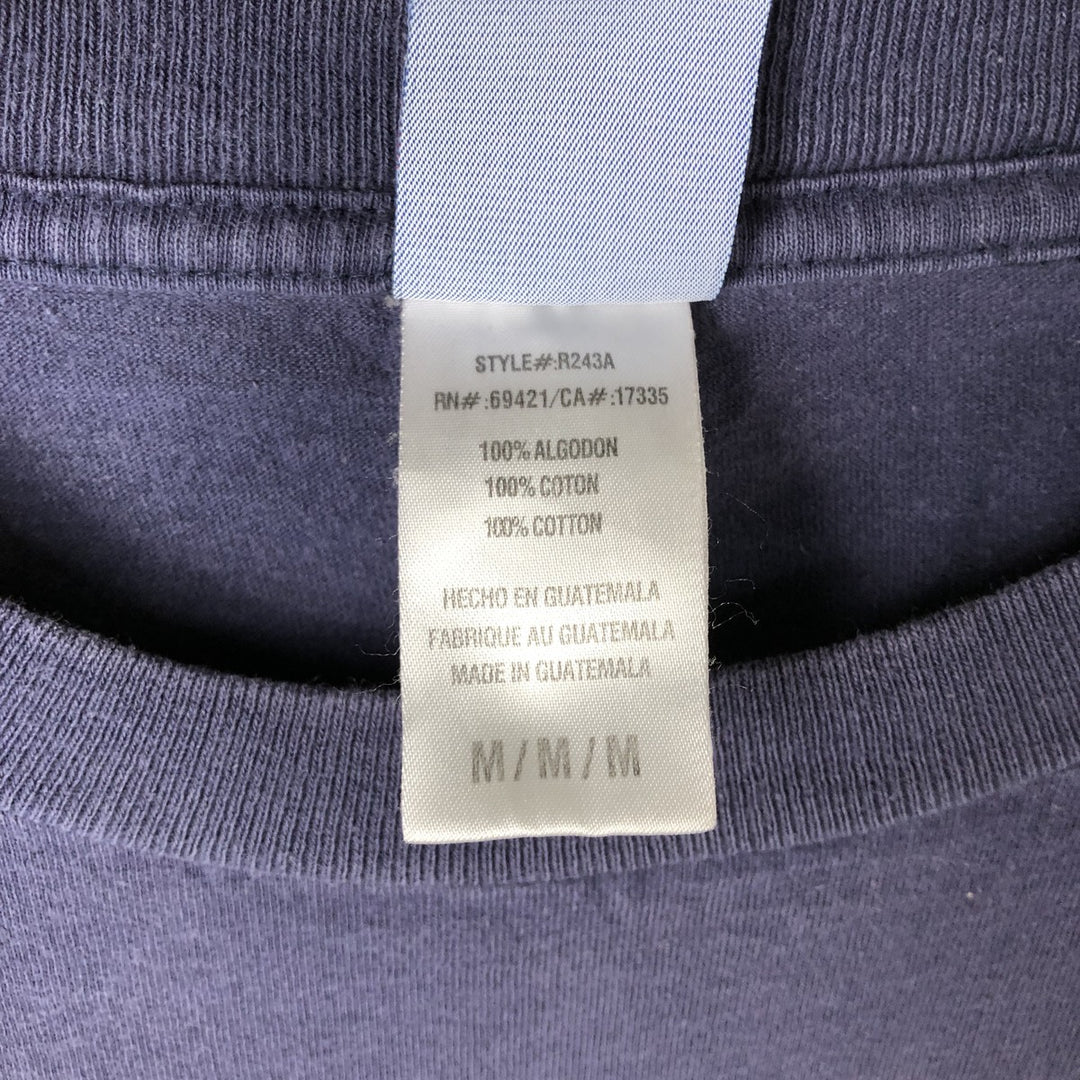 STYLE#:R243A
RN#:69421/CA#:17335
100% ALGODON
100% COTON
100% COTTON
HECHO EN GUATEMALA
FABRIQUE AU GUATEMALA
MADE IN GUATEMALA
M/M/M